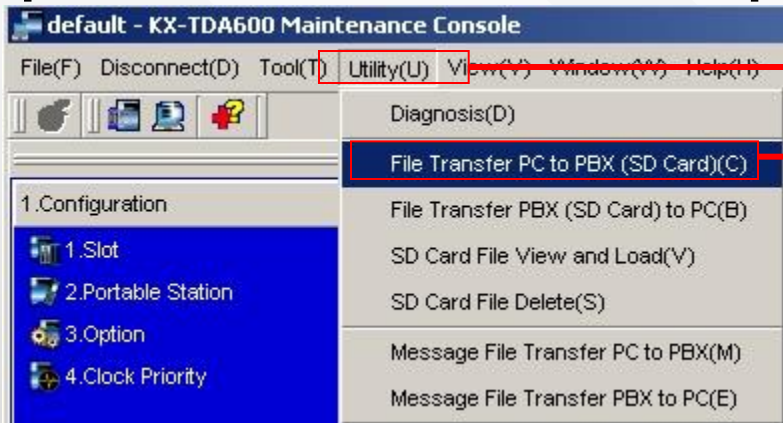 default - KX-TDA600 Maintenance Console
File(F) Disconnect(D) Tool(T) Utility(U) View(V) Window(W) Help(H)
Diagnosis(D)
File Transfer PC to PBX (SD Card)(C)
File Transfer PBX (SD Card) to PC(B)
SD Card File View and Load(V)
SD Card File Delete(S)
Message File Transfer PC to PBX(M)
Message File Transfer PBX to PC(E)
1.Configuration
1.Slot
2.Portable Station
3.Option
4.Clock Priority